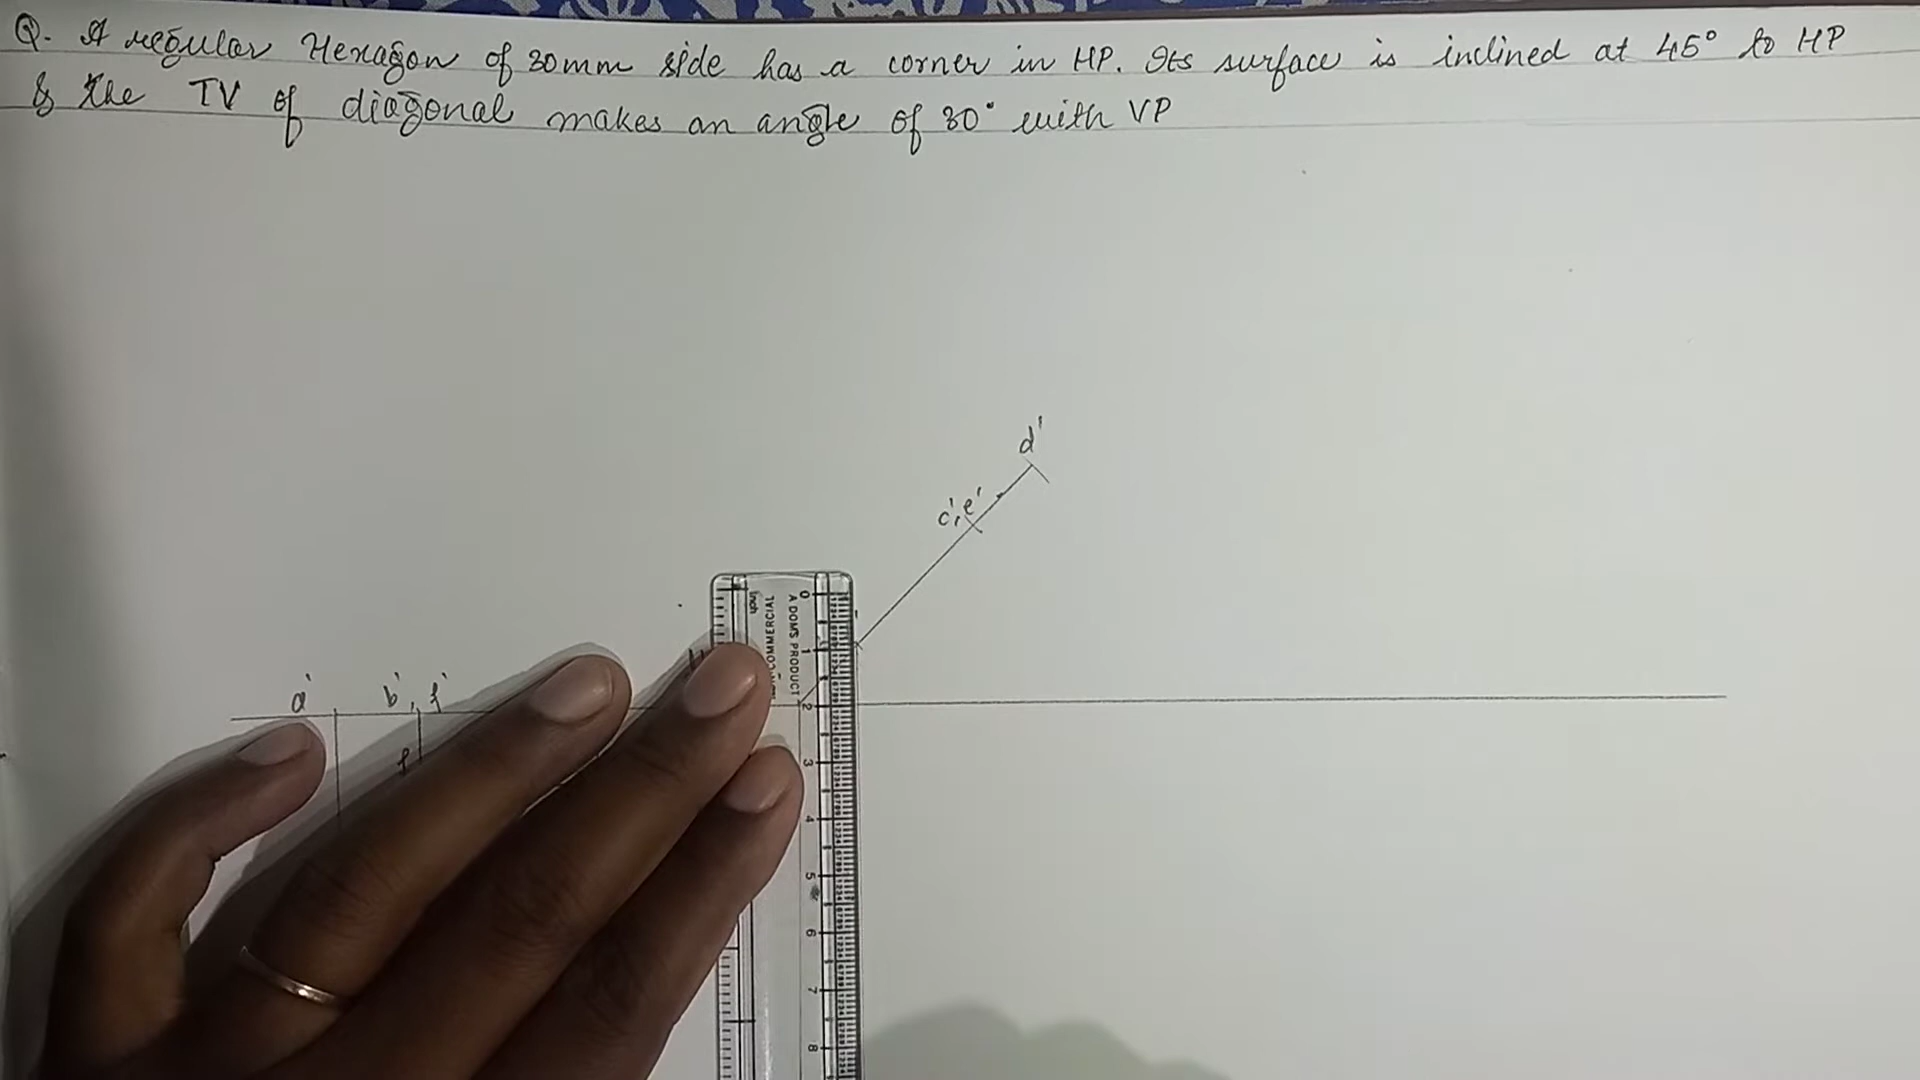 Q. A regular Hexagon of 30mm side has a corner in HP. Its surface is inclined at 45° to HP
& the TV of diagonal makes an angle of 30° with VP
d'
c', e'
a' b', f'
f
inch
COMMERCIAL
A DOMS PRODUCT
0
1
2
3
4
5
6
7
8